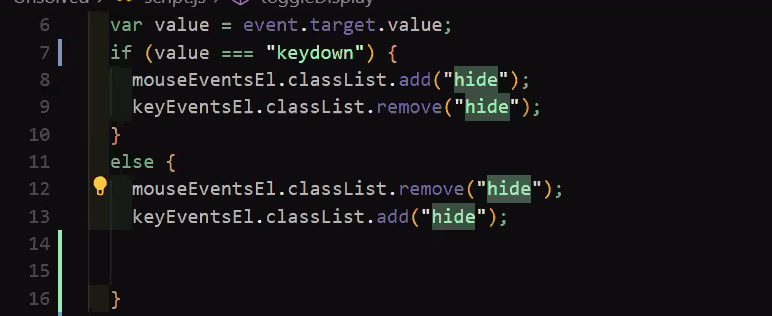 Unsolved > script.js > toggleDisplay
6 var value = event.target.value;
7 if (value === "keydown") {
8 mouseEventsEl.classList.add("hide");
9 keyEventsEl.classList.remove("hide");
10 }
11 else {
12 mouseEventsEl.classList.remove("hide");
13 keyEventsEl.classList.add("hide");
14
15
16 }